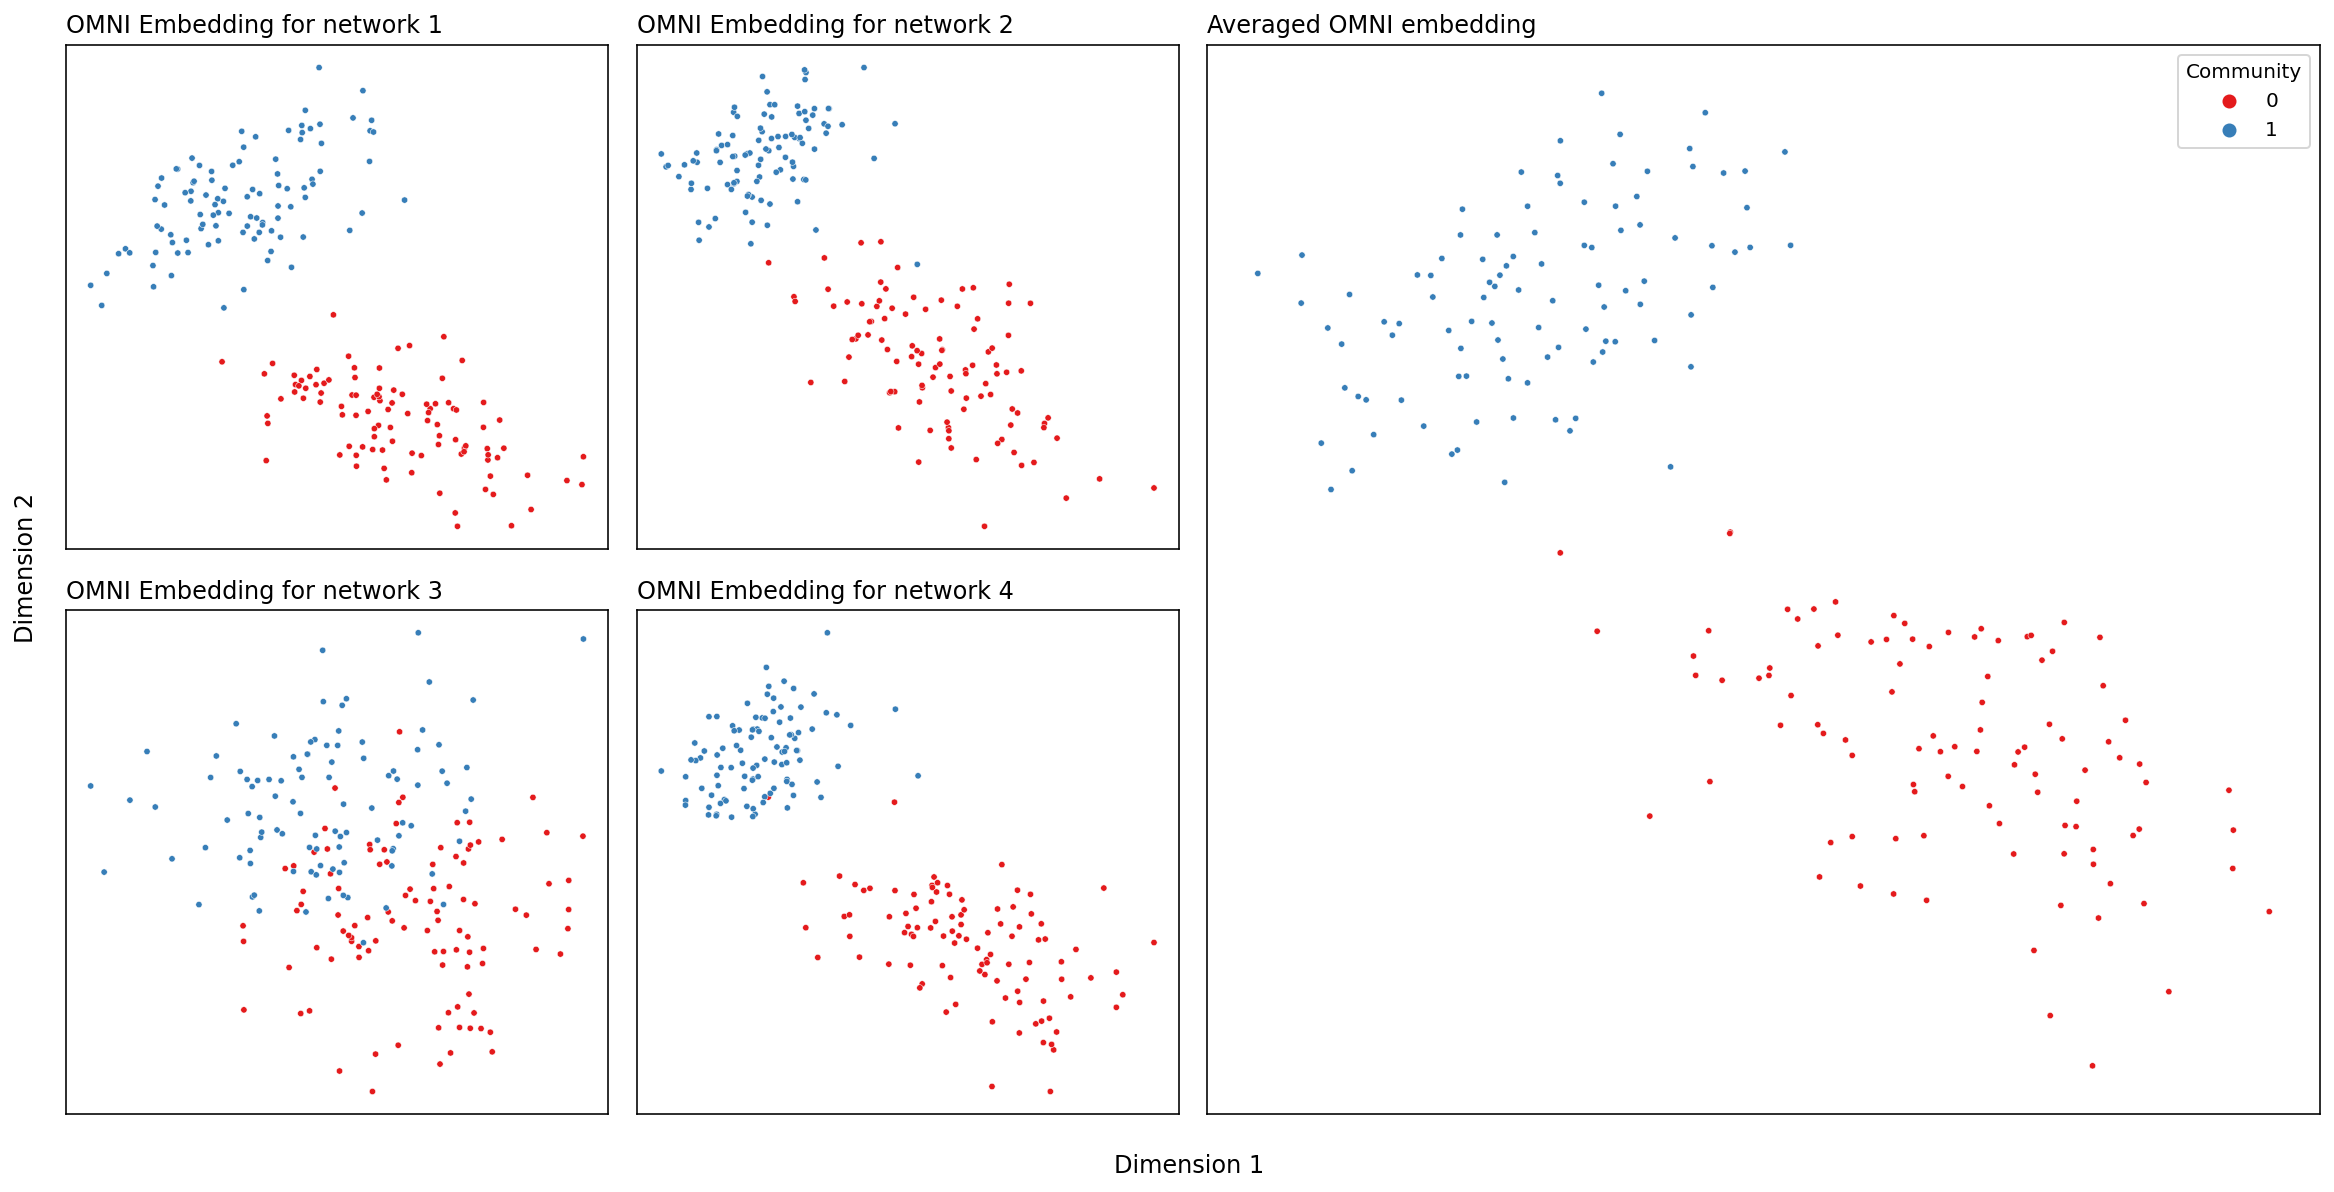 OMNI Embedding for network 1
OMNI Embedding for network 2
Averaged OMNI embedding
Community
0
1
OMNI Embedding for network 3
OMNI Embedding for network 4
Dimension 2
Dimension 1